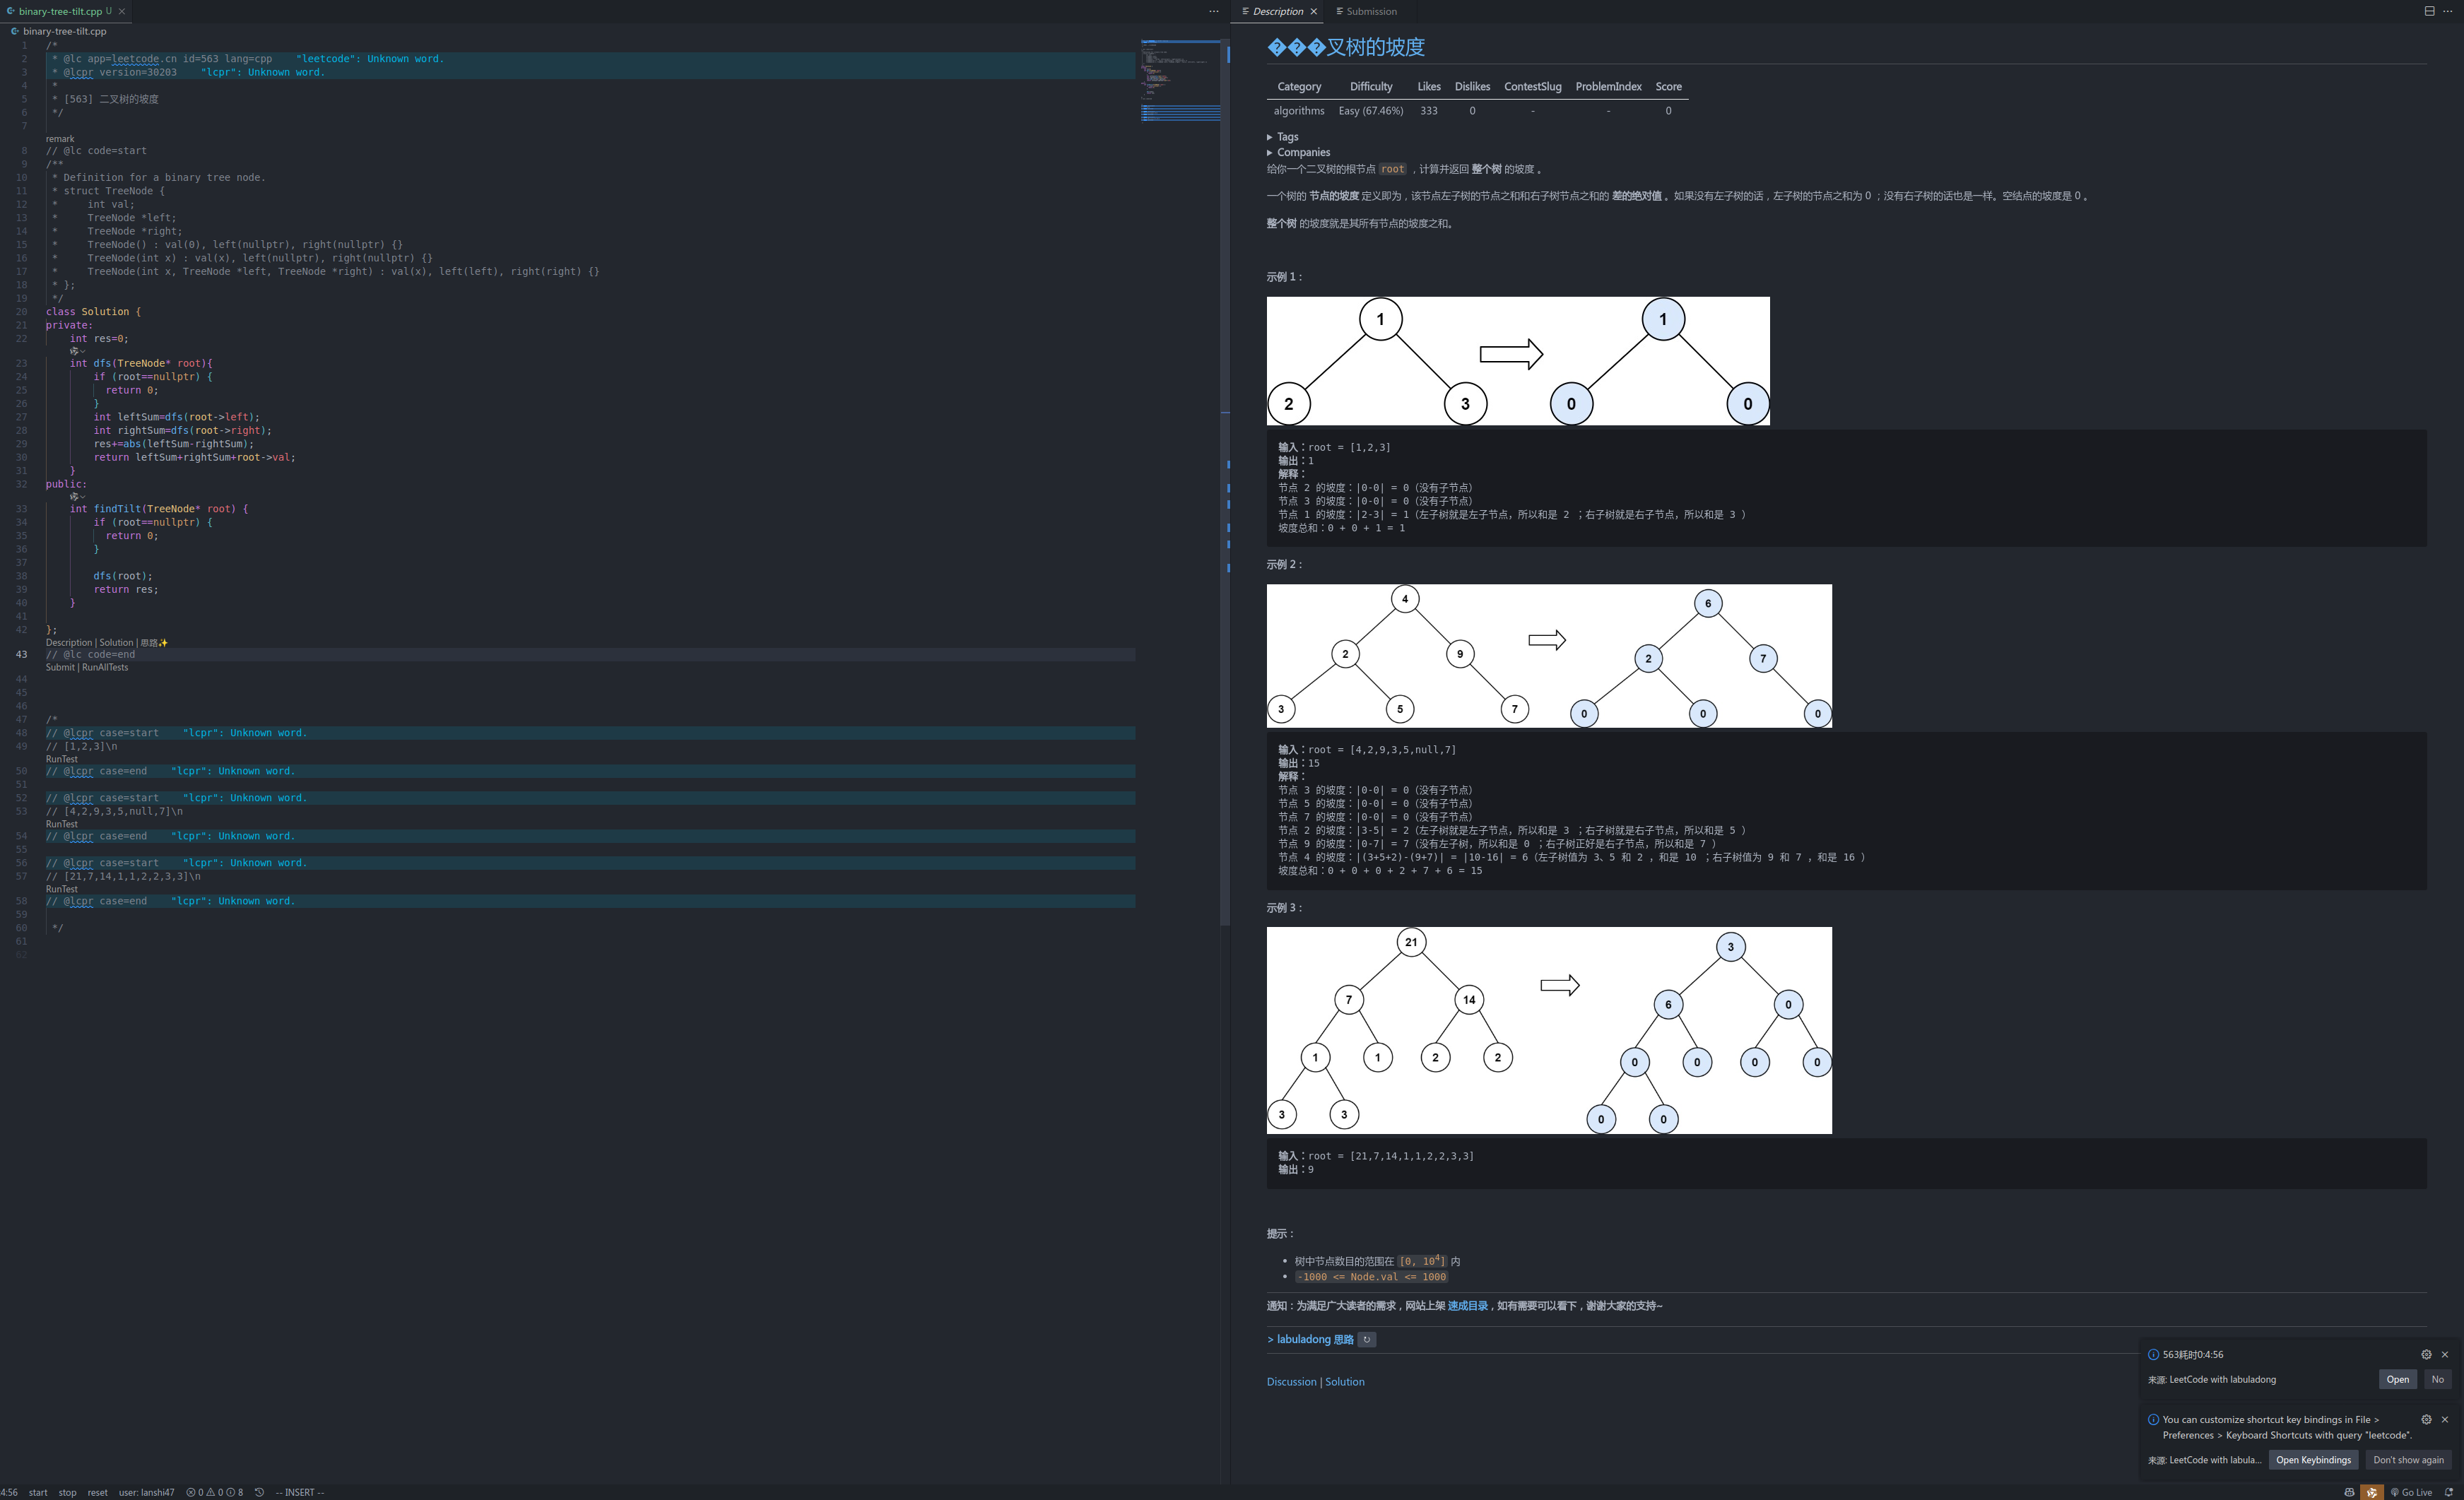 binary-tree-tilt.cpp U
binary-tree-tilt.cpp
1 /*
2 * @lc app=leetcode.cn id=563 lang=cpp "leetcode": Unknown word.
3 * @lcpr version=30203 "lcpr": Unknown word.
4 *
5 * [563] 二叉树的坡度
6 */
7
remark
8 // @lc code=start
9 /**
10 * Definition for a binary tree node.
11 * struct TreeNode {
12 * int val;
13 * TreeNode *left;
14 * TreeNode *right;
15 * TreeNode() : val(0), left(nullptr), right(nullptr) {}
16 * TreeNode(int x) : val(x), left(nullptr), right(nullptr) {}
17 * TreeNode(int x, TreeNode *left, TreeNode *right) : val(x), left(left), right(right) {}
18 * };
19 */
20 class Solution {
21 private:
22 int res=0;
23 int dfs(TreeNode* root){
24 if (root==nullptr) {
25 return 0;
26 }
27 int leftSum=dfs(root->left);
28 int rightSum=dfs(root->right);
29 res+=abs(leftSum-rightSum);
30 return leftSum+rightSum+root->val;
31 }
32 public:
33 int findTilt(TreeNode* root) {
34 if (root==nullptr) {
35 return 0;
36 }
37
38 dfs(root);
39 return res;
40 }
41
42 };
Description | Solution | 思路✨
43 // @lc code=end
Submit | RunAllTests
44
45
46
47 /*
48 // @lcpr case=start "lcpr": Unknown word.
49 // [1,2,3]\n
RunTest
50 // @lcpr case=end "lcpr": Unknown word.
51
52 // @lcpr case=start "lcpr": Unknown word.
53 // [4,2,9,3,5,null,7]\n
RunTest
54 // @lcpr case=end "lcpr": Unknown word.
55
56 // @lcpr case=start "lcpr": Unknown word.
57 // [21,7,14,1,1,2,2,3,3]\n
RunTest
58 // @lcpr case=end "lcpr": Unknown word.
59
60 */
61
62
Description Submission
���叉树的坡度
Category Difficulty Likes Dislikes ContestSlug ProblemIndex Score
algorithms Easy (67.46%) 333 0 - - 0
Tags
Companies
给你一个二叉树的根节点 root ，计算并返回 整个树 的坡度 。
一个树的 节点的坡度 定义即为，该节点左子树的节点之和和右子树节点之和的 差的绝对值 。如果没有左子树的话，左子树的节点之和为 0 ；没有右子树的话也是一样。空结点的坡度是 0 。
整个树 的坡度就是其所有节点的坡度之和。
示例 1：
1
2 3
1
0 0
输入：root = [1,2,3]
输出：1
解释：
节点 2 的坡度：|0-0| = 0（没有子节点）
节点 3 的坡度：|0-0| = 0（没有子节点）
节点 1 的坡度：|2-3| = 1（左子树就是左子节点，所以和是 2 ；右子树就是右子节点，所以和是 3 ）
坡度总和：0 + 0 + 1 = 1
示例 2：
4
2 9
3 5 7
6
2 7
0 0 0
输入：root = [4,2,9,3,5,null,7]
输出：15
解释：
节点 3 的坡度：|0-0| = 0（没有子节点）
节点 5 的坡度：|0-0| = 0（没有子节点）
节点 7 的坡度：|0-0| = 0（没有子节点）
节点 2 的坡度：|3-5| = 2（左子树就是左子节点，所以和是 3 ；右子树就是右子节点，所以和是 5 ）
节点 9 的坡度：|0-7| = 7（没有左子树，所以和是 0 ；右子树正好是右子节点，所以和是 7 ）
节点 4 的坡度：|(3+5+2)-(9+7)| = |10-16| = 6（左子树值为 3、5 和 2 ，和是 10 ；右子树值为 9 和 7 ，和是 16 ）
坡度总和：0 + 0 + 0 + 2 + 7 + 6 = 15
示例 3：
21
7 14
1 1 2 2
3 3
3
6 0
0 0 0 0
0 0
输入：root = [21,7,14,1,1,2,2,3,3]
输出：9
提示：
• 树中节点数目的范围在 [0, 10⁴] 内
• -1000 <= Node.val <= 1000
通知：为满足广大读者的需求，网站上架 速成目录，如有需要可以看下，谢谢大家的支持~
> labuladong 思路
Discussion | Solution
563耗时0:4:56
来源: LeetCode with labuladong
Open No
You can customize shortcut key bindings in File >
Preferences > Keyboard Shortcuts with query "leetcode".
来源: LeetCode with labula...
Open Keybindings Don't show again
4:56 start stop reset user: lanshi47 0 0 8 -- INSERT --
Go Live